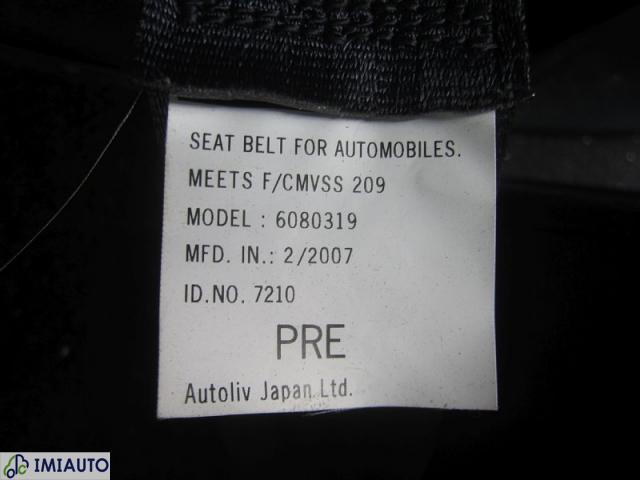 SEAT BELT FOR AUTOMOBILES.
MEETS F/CMVSS 209
MODEL : 6080319
MFD. IN.: 2/2007
ID.NO. 7210
PRE
Autoliv Japan Ltd.
IMIAUTO